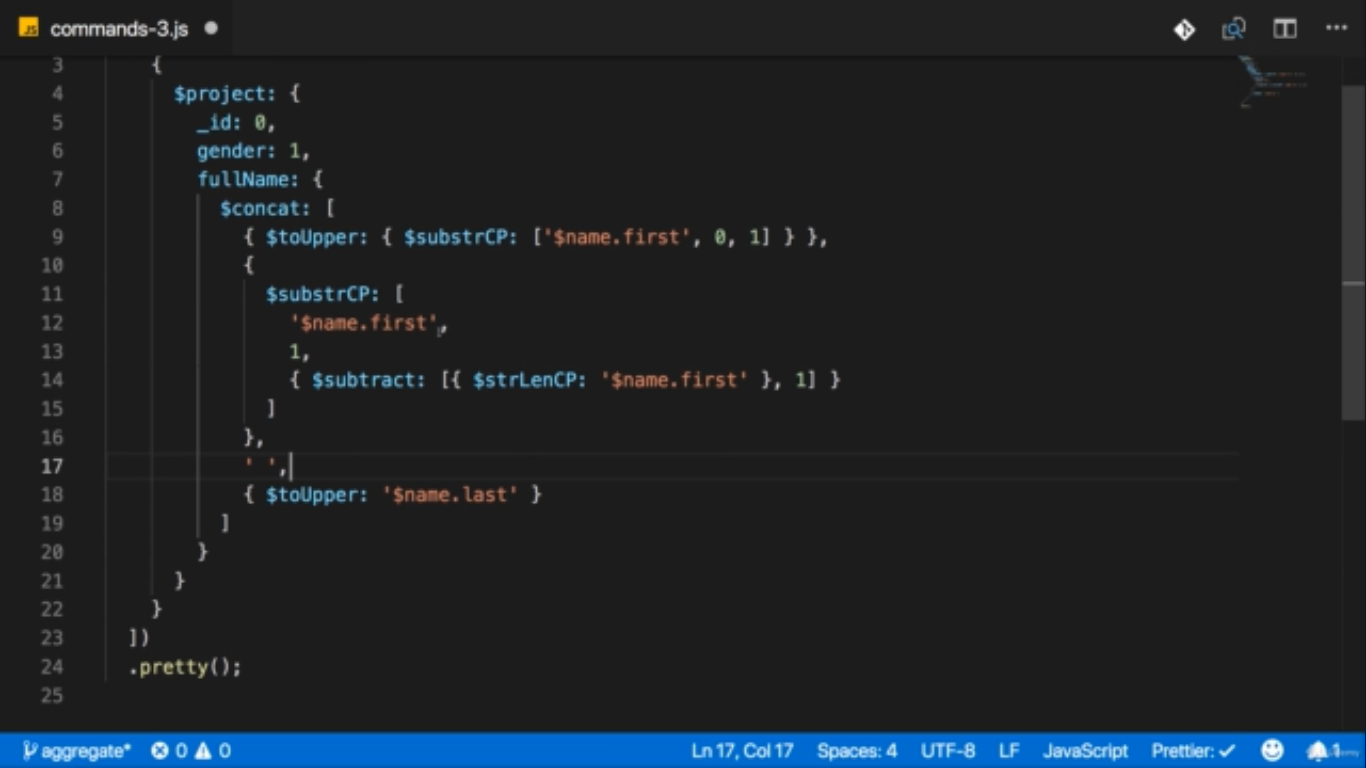 JS commands-3.js
3 {
4 $project: {
5 _id: 0,
6 gender: 1,
7 fullName: {
8 $concat: [
9 { $toUpper: { $substrCP: ['$name.first', 0, 1] } },
10 {
11 $substrCP: [
12 '$name.first',
13 1,
14 { $subtract: [{ $strLenCP: '$name.first' }, 1] }
15 ]
16 },
17 ' ',
18 { $toUpper: '$name.last' }
19 ]
20 }
21 }
22 }
23 ])
24 .pretty();
25
aggregate* 0 0 Ln 17, Col 17 Spaces: 4 UTF-8 LF JavaScript Prettier: ✓ 1